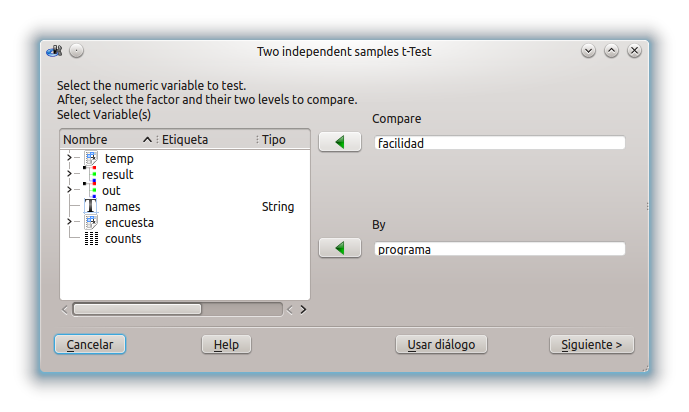 Two independent samples t-Test
Select the numeric variable to test.
After, select the factor and their two levels to compare.
Select Variable(s)
Compare
Nombre Etiqueta Tipo
facilidad
temp
result
out
names String
encuesta
counts
By
programa
Cancelar
Help
Usar diálogo
Siguiente >